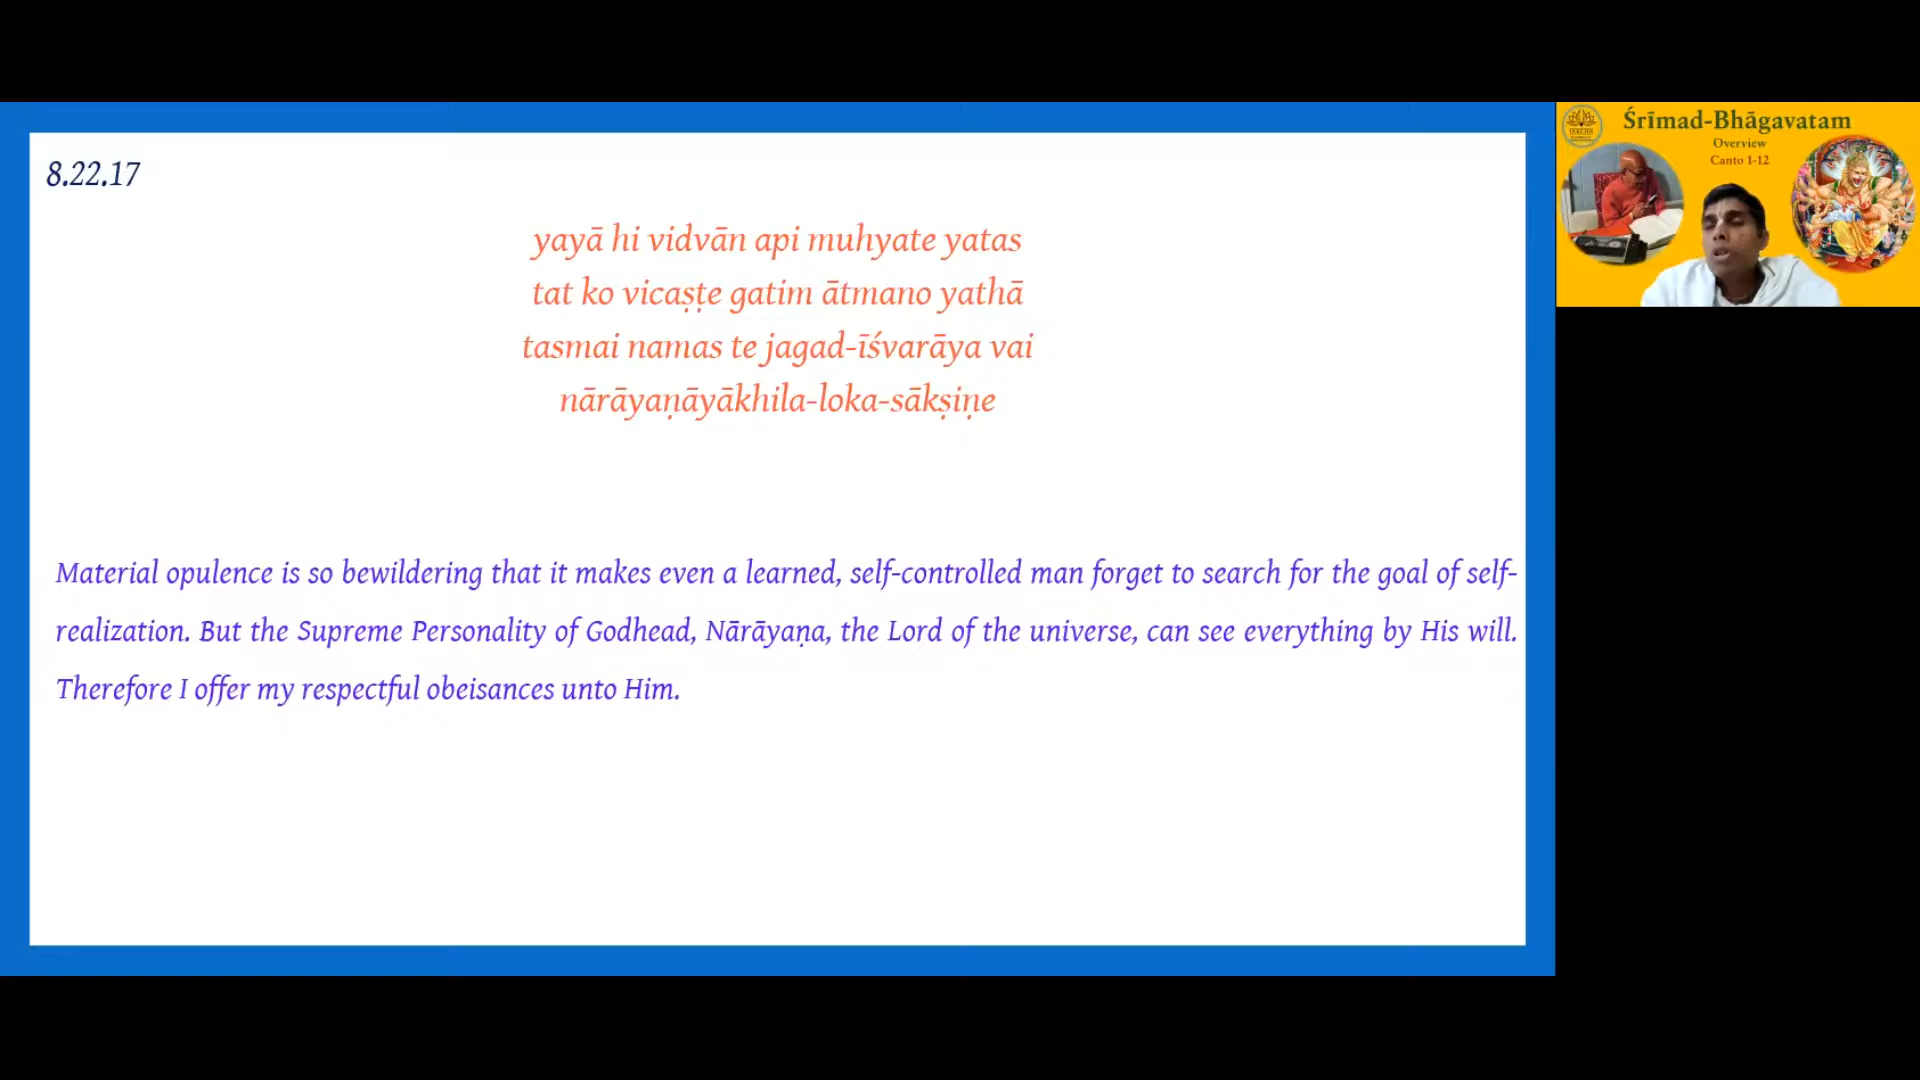 8.22.17
yayā hi vidvān api muhyate yatas
tat ko vicaṣṭe gatim ātmano yathā
tasmai namas te jagad-īśvarāya vai
nārāyaṇāyākhila-loka-sākṣiṇe
Material opulence is so bewildering that it makes even a learned, self-controlled man forget to search for the goal of self-
realization. But the Supreme Personality of Godhead, Nārāyaṇa, the Lord of the universe, can see everything by His will.
Therefore I offer my respectful obeisances unto Him.
Śrīmad-Bhāgavatam
Overview
Canto 1-12